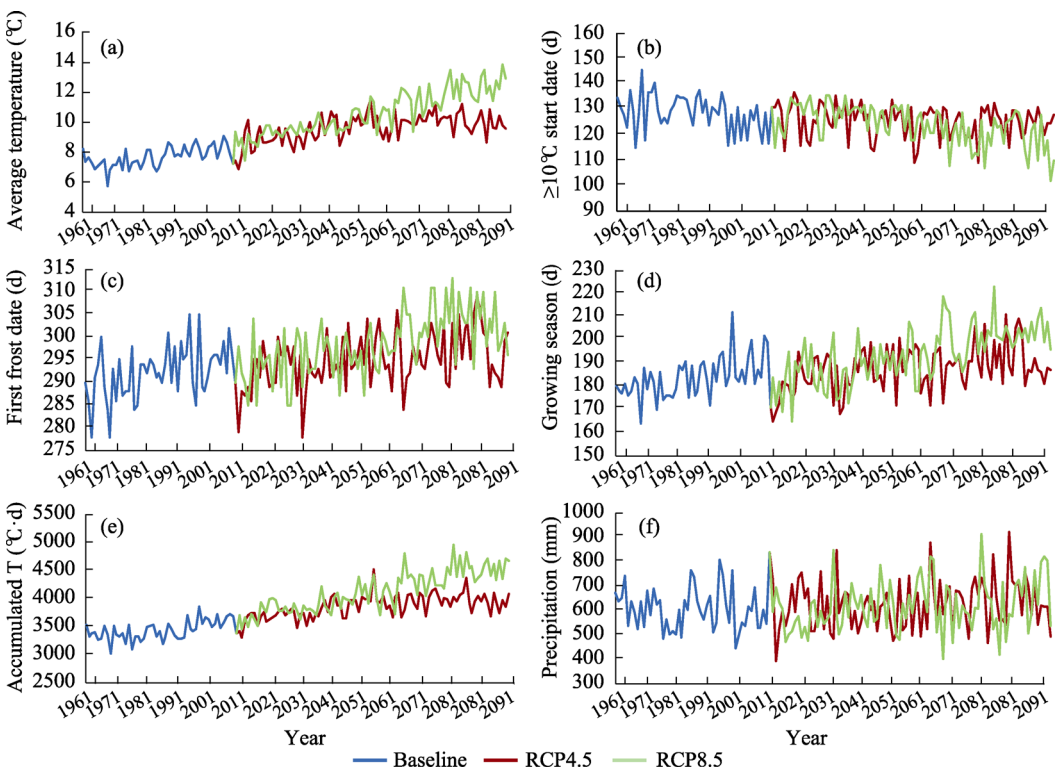 Average temperature (℃)
(a)
16
14
12
10
8
6
4
1961 1971 1981 1991 2001 2011 2022 2031 2041 2051 2061 2071 2081 2091
≥10℃ start date (d)
(b)
160
150
140
130
120
110
100
90
1961 1971 1981 1991 2001 2011 2022 2031 2041 2051 2061 2071 2081 2091
First frost date (d)
(c)
315
310
305
300
295
290
285
280
275
1961 1971 1981 1991 2001 2011 2022 2031 2041 2051 2061 2071 2081 2091
Growing season (d)
(d)
230
220
210
200
190
180
170
160
150
1961 1971 1981 1991 2001 2011 2022 2031 2041 2051 2061 2071 2081 2091
Accumulated T (℃·d)
(e)
5500
5000
4500
4000
3500
3000
2500
1961 1971 1981 1991 2001 2011 2022 2031 2041 2051 2061 2071 2081 2091
Year
Precipitation (mm)
(f)
1000
900
800
700
600
500
400
300
1961 1971 1981 1991 2001 2011 2022 2031 2041 2051 2061 2071 2081 2091
Year
Baseline RCP4.5 RCP8.5